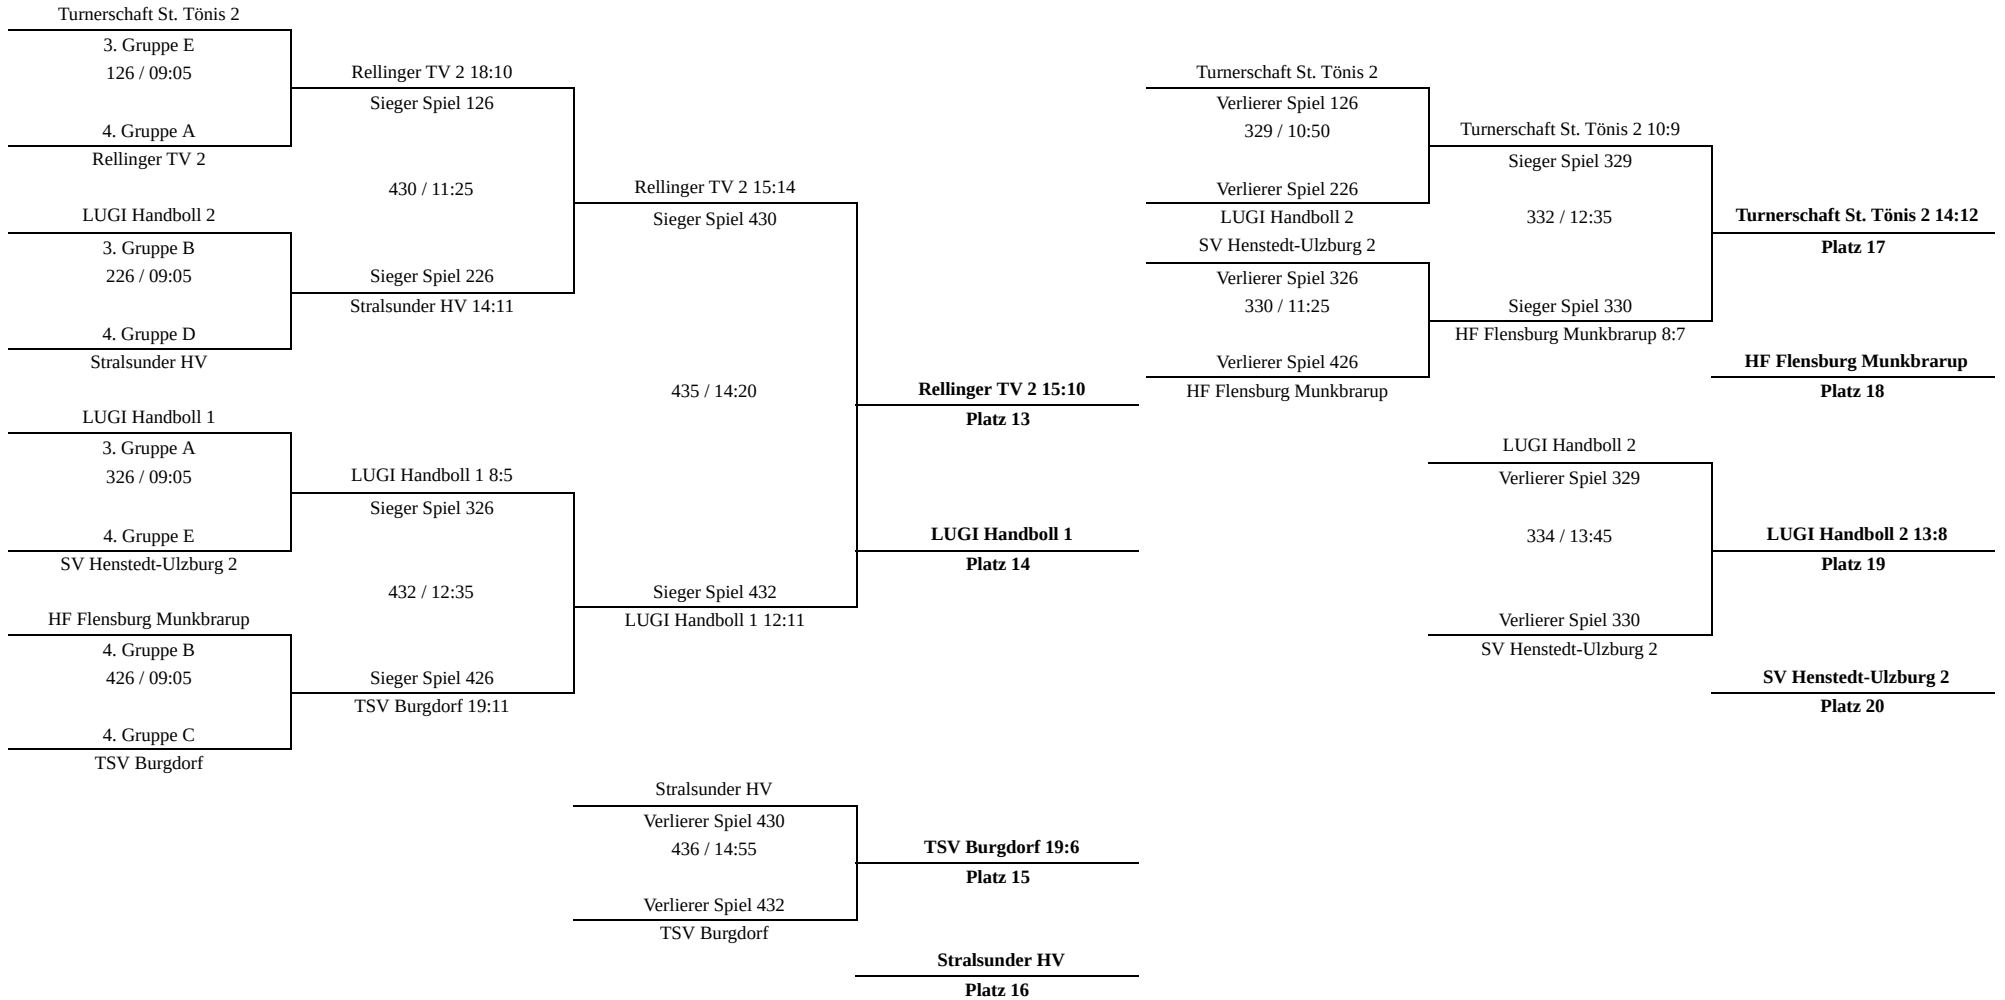 Turnerschaft St. Tönis 2
3. Gruppe E
126 / 09:05
4. Gruppe A
Rellinger TV 2
LUGI Handboll 2
3. Gruppe B
226 / 09:05
4. Gruppe D
Stralsunder HV
LUGI Handboll 1
3. Gruppe A
326 / 09:05
4. Gruppe E
SV Henstedt-Ulzburg 2
HF Flensburg Munkbrarup
4. Gruppe B
426 / 09:05
4. Gruppe C
TSV Burgdorf
Rellinger TV 2 18:10
Sieger Spiel 126
430 / 11:25
Sieger Spiel 226
Stralsunder HV 14:11
LUGI Handboll 1 8:5
Sieger Spiel 326
432 / 12:35
Sieger Spiel 426
TSV Burgdorf 19:11
Rellinger TV 2 15:14
Sieger Spiel 430
435 / 14:20
Sieger Spiel 432
LUGI Handboll 1 12:11
Stralsunder HV
Verlierer Spiel 430
436 / 14:55
Verlierer Spiel 432
TSV Burgdorf
Rellinger TV 2 15:10
Platz 13
LUGI Handboll 1
Platz 14
TSV Burgdorf 19:6
Platz 15
Stralsunder HV
Platz 16
Turnerschaft St. Tönis 2
Verlierer Spiel 126
329 / 10:50
Verlierer Spiel 226
LUGI Handboll 2
SV Henstedt-Ulzburg 2
Verlierer Spiel 326
330 / 11:25
Verlierer Spiel 426
HF Flensburg Munkbrarup
Turnerschaft St. Tönis 2 10:9
Sieger Spiel 329
332 / 12:35
Sieger Spiel 330
HF Flensburg Munkbrarup 8:7
LUGI Handboll 2
Verlierer Spiel 329
334 / 13:45
Verlierer Spiel 330
SV Henstedt-Ulzburg 2
Turnerschaft St. Tönis 2 14:12
Platz 17
HF Flensburg Munkbrarup
Platz 18
LUGI Handboll 2 13:8
Platz 19
SV Henstedt-Ulzburg 2
Platz 20